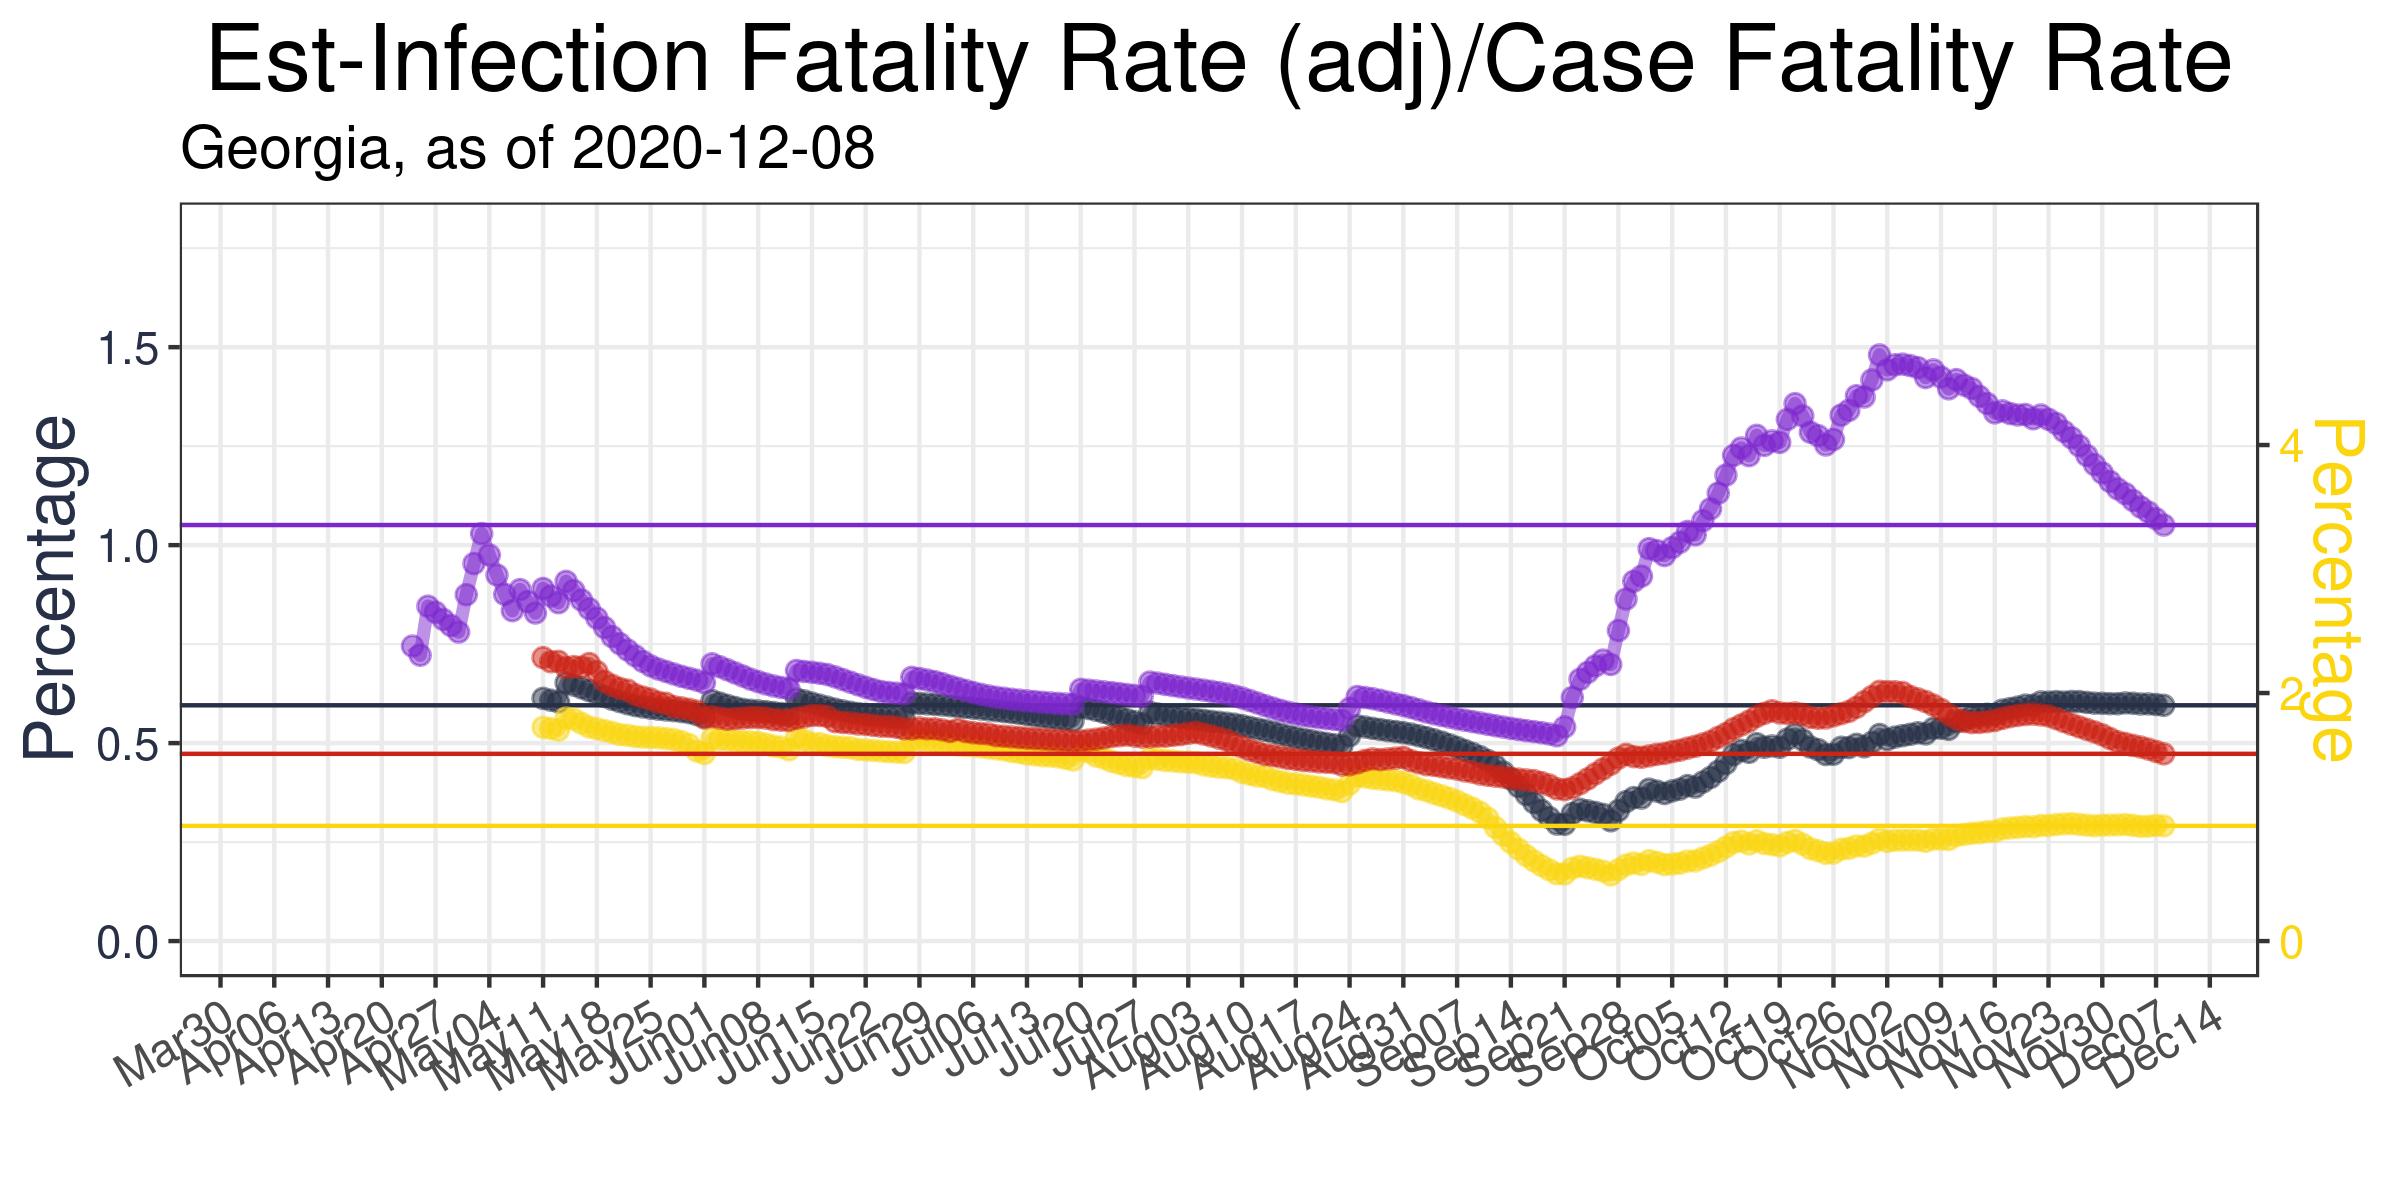 Est-Infection Fatality Rate (adj)/Case Fatality Rate
Georgia, as of 2020-12-08
Percentage
1.5
1.0
0.5
0.0
Percentage
4
2
0
Mar30
Apr06
Apr13
Apr20
Apr27
May04
May11
May18
May25
Jun01
Jun08
Jun15
Jun22
Jun29
Jul06
Jul13
Jul20
Jul27
Aug03
Aug10
Aug17
Aug24
Aug31
Sep07
Sep14
Sep21
Sep28
Oct05
Oct12
Oct19
Oct26
Nov02
Nov09
Nov16
Nov23
Nov30
Dec07
Dec14